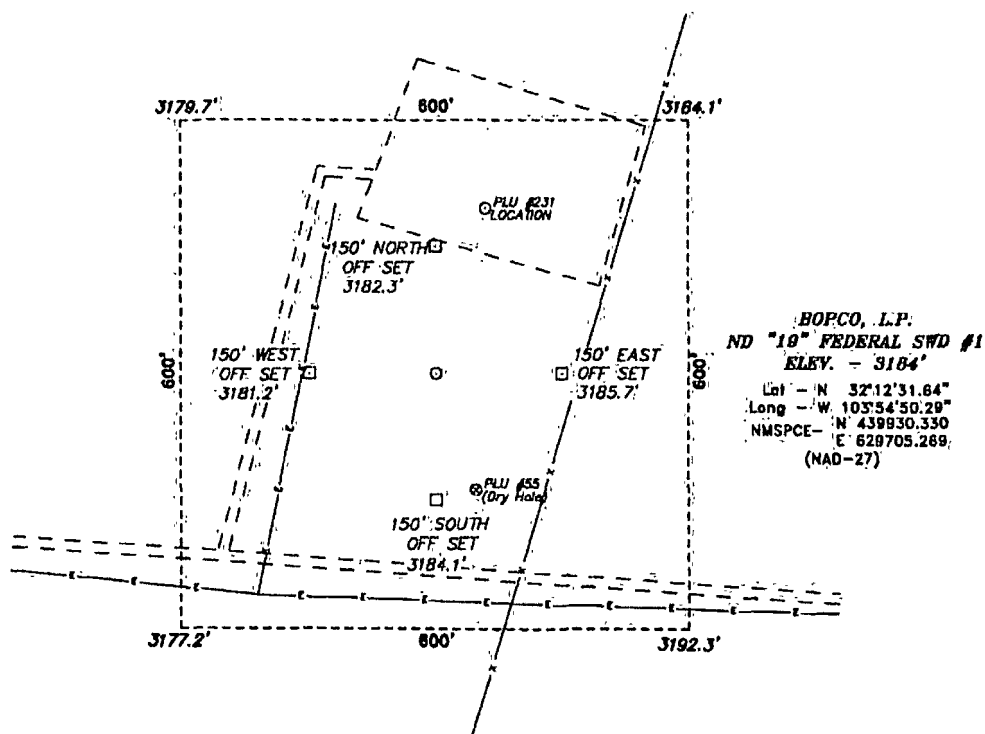 3179.7'
600'
3184.1'
PLU #231
LOCATION
150' NORTH
OFF SET
3182.3'
150' WEST
OFF SET
3181.2'
150' EAST
OFF SET
3185.7'
600'
600'
BOPCO, L.P.
ND "19" FEDERAL SWD #1
ELEV. - 3184'
Lat - N 32°12'31.64"
Long - W 103°54'50.29"
NMSPCE- N 439930.330
E 629705.269
(NAD-27)
PLU #55
(Dry Hole)
150' SOUTH
OFF SET
3184.1'
3177.2'
600'
3192.3'